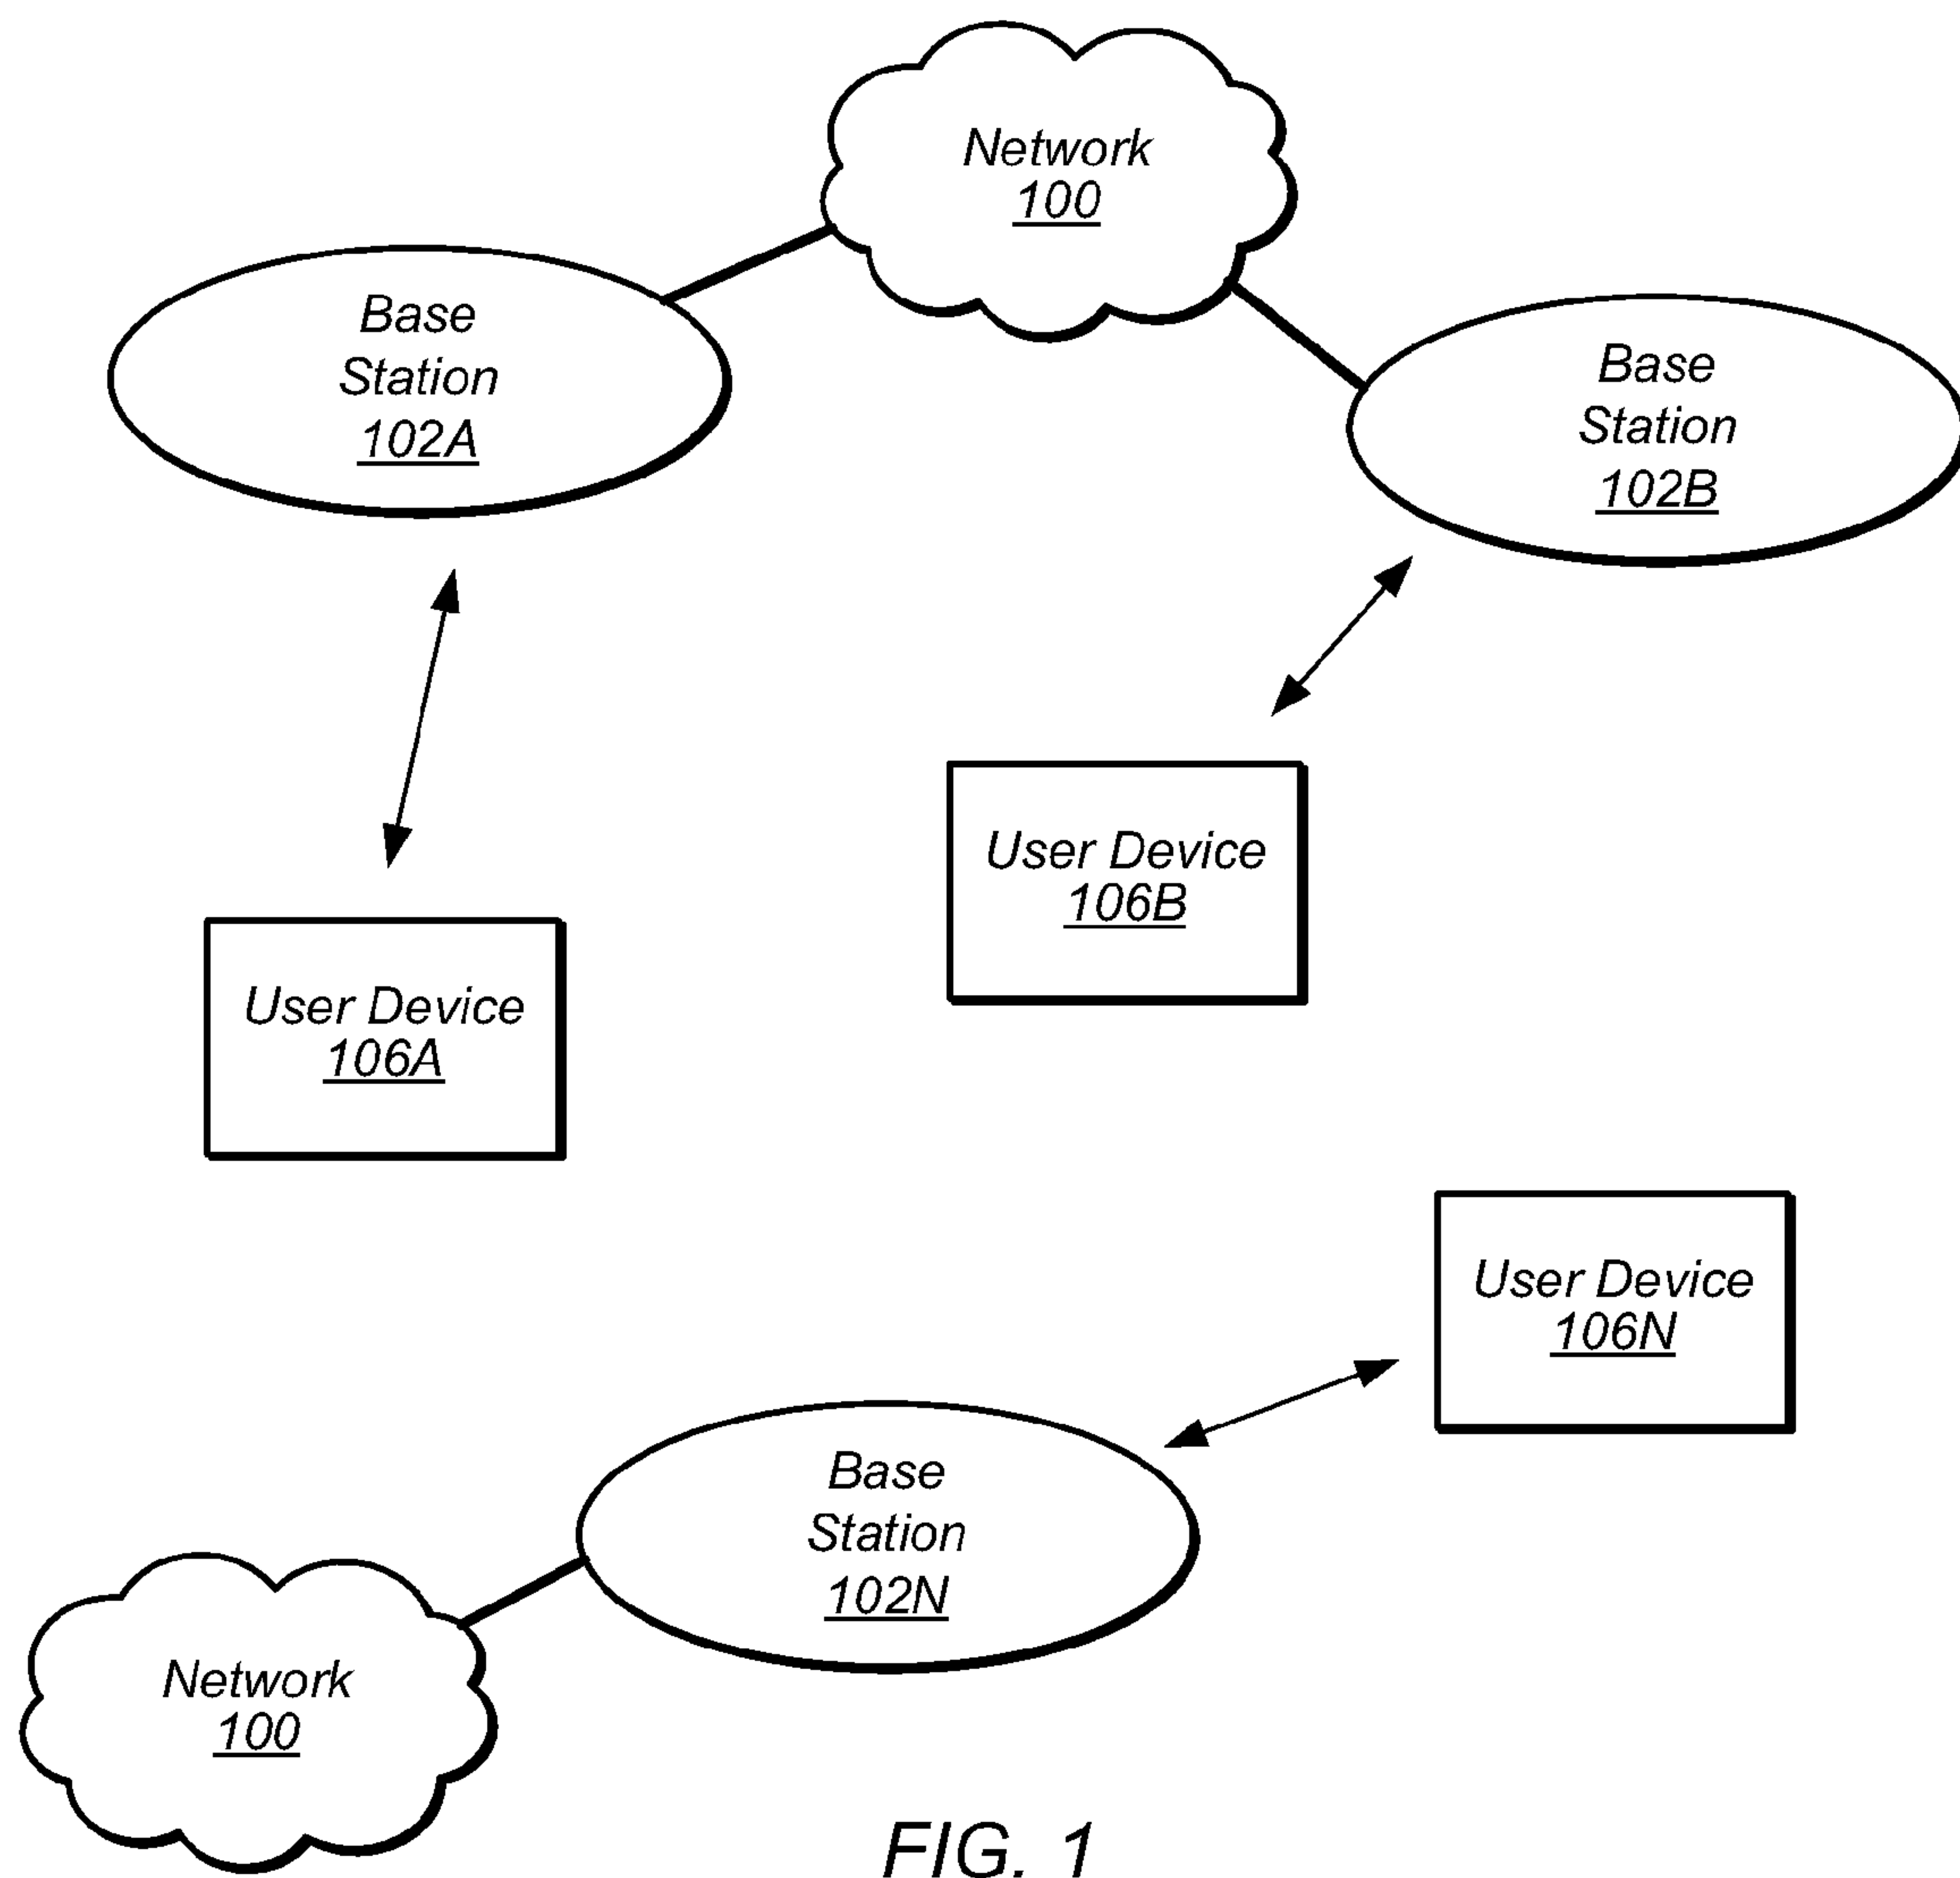 Network
100
Base
Station
102A
Base
Station
102B
User Device
106B
User Device
106A
User Device
106N
Base
Station
102N
Network
100
FIG. 1